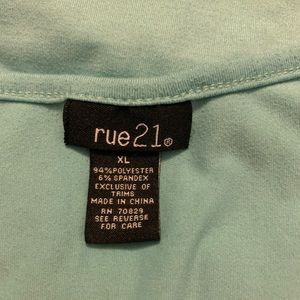 rue21®
XL
94% POLYESTER
6% SPANDEX
EXCLUSIVE OF
TRIMS
MADE IN CHINA
RN 70829
SEE REVERSE
FOR CARE